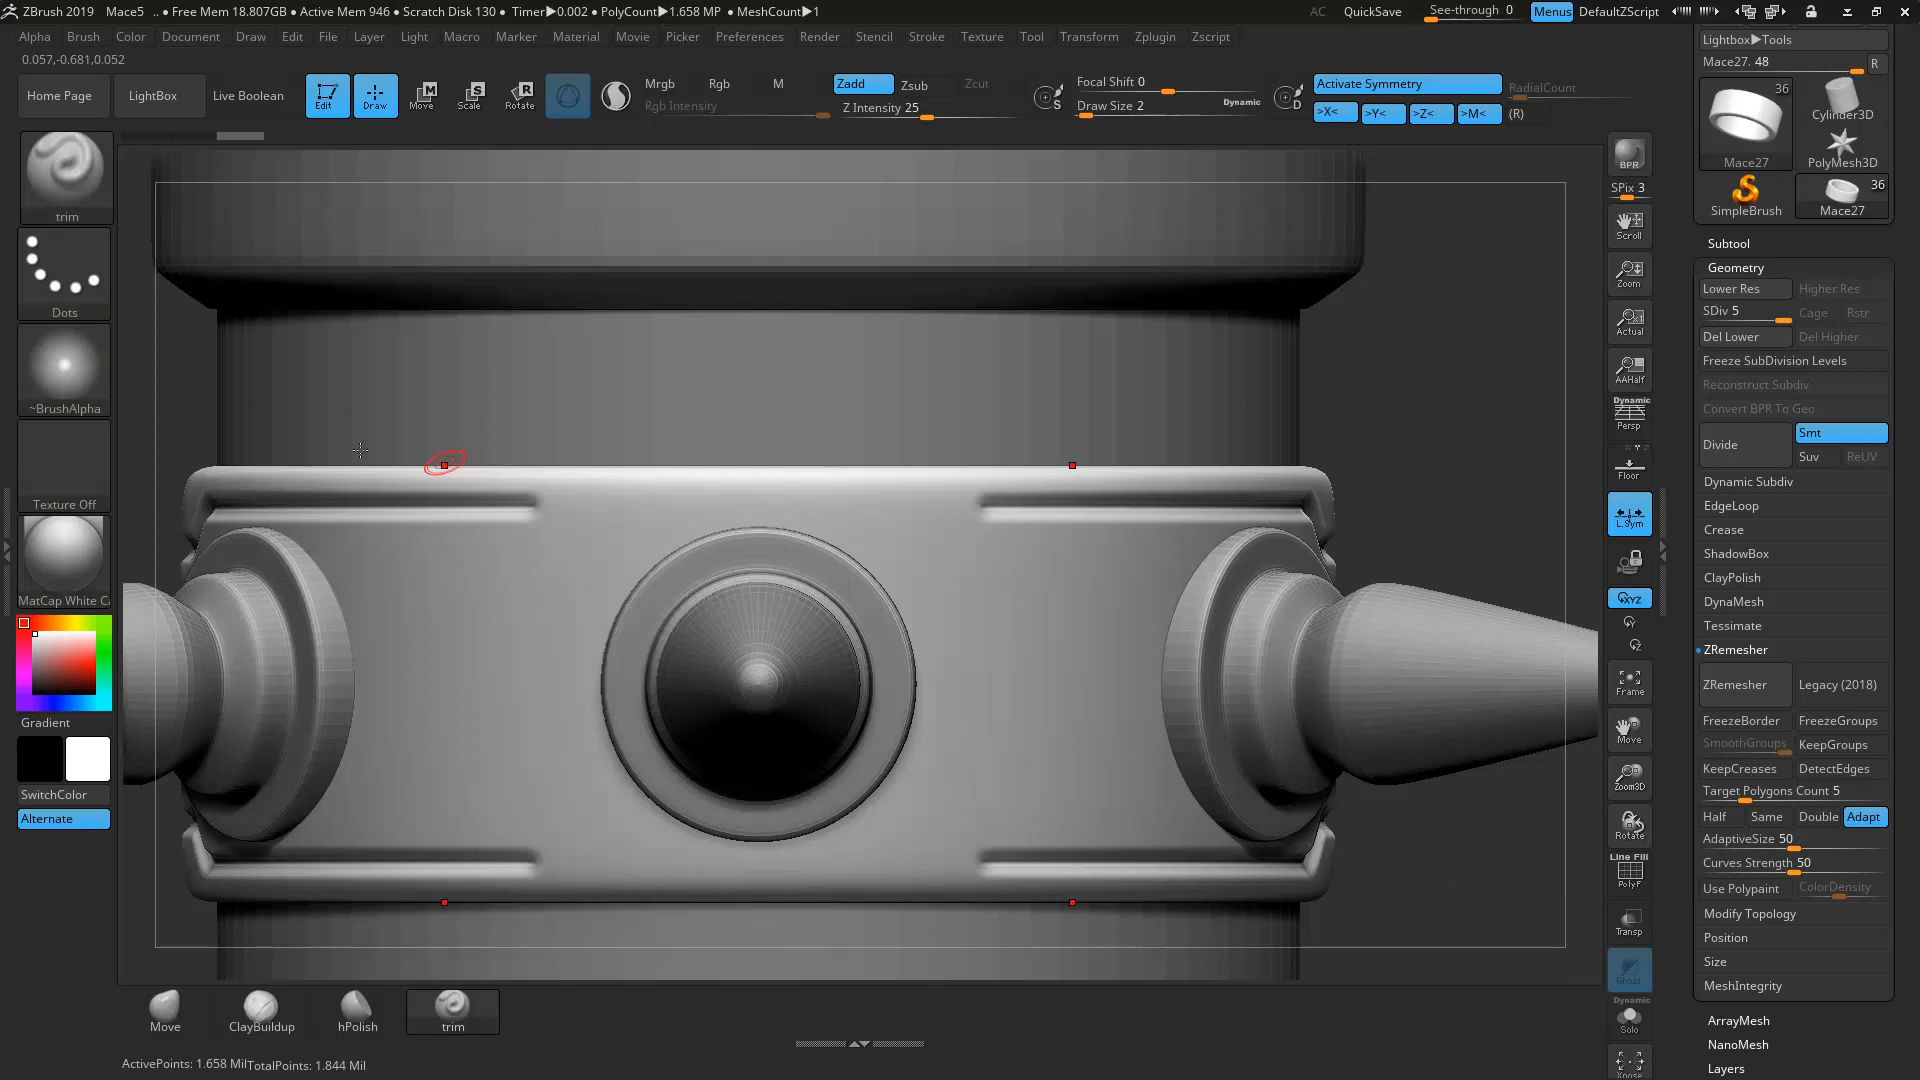 ZBrush 2019 Mace5 .. ● Free Mem 18.807GB ● Active Mem 946 ● Scratch Disk 130 ● Timer▶0.002 ● PolyCount▶1.658 MP ● MeshCount▶1 AC QuickSave See-through 0 Menus DefaultZScript
Alpha Brush Color Document Draw Edit File Layer Light Macro Marker Material Movie Picker Preferences Render Stencil Stroke Texture Tool Transform Zplugin Zscript
0.057,-0.681,0.052
Home Page LightBox Live Boolean Edit Draw Move Scale Rotate
Mrgb Rgb M Zadd Zsub Zcut
Rgb Intensity Z Intensity 25
Focal Shift 0
Draw Size 2 Dynamic
Activate Symmetry RadialCount
>X< >Y< >Z< >M< (R)
trim
Dots
~BrushAlpha
Texture Off
MatCap White C
Gradient
SwitchColor
Alternate
BPR
SPix 3
Scroll
Zoom
Actual
AAHalf
Dynamic
Persp
Floor
L.Sym
XYZ
Y
Z
Frame
Move
Zoom3D
Rotate
Line Fill
PolyF
Transp
Ghost
Dynamic
Solo
Xpose
Lightbox▶Tools
Mace27. 48 R
36
Cylinder3D
Mace27 PolyMesh3D
36
SimpleBrush Mace27
Subtool
Geometry
Lower Res Higher Res
SDiv 5 Cage Rstr
Del Lower Del Higher
Freeze SubDivision Levels
Reconstruct Subdiv
Convert BPR To Geo
Divide Smt
Suv ReUV
Dynamic Subdiv
EdgeLoop
Crease
ShadowBox
ClayPolish
DynaMesh
Tessimate
ZRemesher
ZRemesher Legacy (2018)
FreezeBorder FreezeGroups
SmoothGroups KeepGroups
KeepCreases DetectEdges
Target Polygons Count 5
Half Same Double Adapt
AdaptiveSize 50
Curves Strength 50
Use Polypaint ColorDensity
Modify Topology
Position
Size
MeshIntegrity
ArrayMesh
NanoMesh
Layers
Move ClayBuildup hPolish trim
ActivePoints: 1.658 Mil TotalPoints: 1.844 Mil